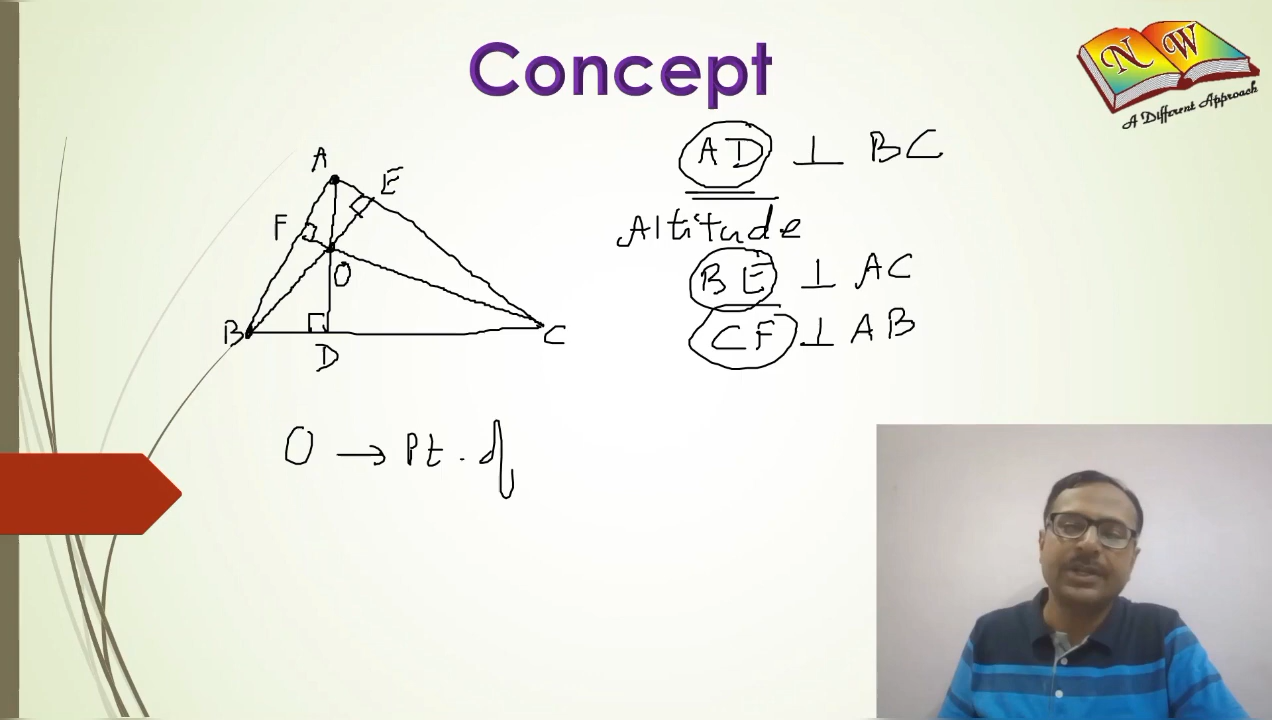 Concept
N W
A Different Approach
AD ⊥ BC
Altitude
BE ⊥ AC
CF ⊥ AB
A
E
F
O
B
D
C
O → Pt. of